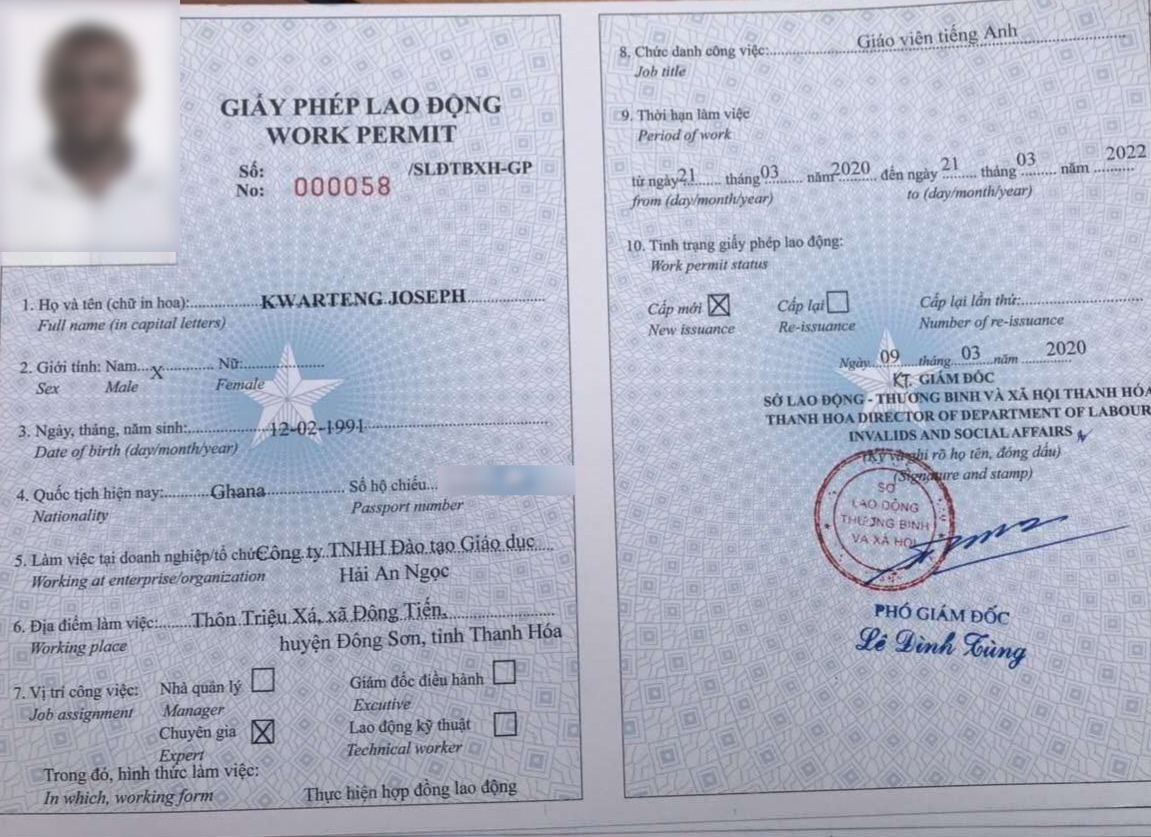 GIẤY PHÉP LAO ĐỘNG
WORK PERMIT
Số: /SLĐTBXH-GP
No: 000058
1. Họ và tên (chữ in hoa): KWARTENG JOSEPH
Full name (in capital letters)
2. Giới tính: Nam X Nữ:
Sex Male Female
3. Ngày, tháng, năm sinh: 12-02-1991
Date of birth (day/month/year)
4. Quốc tịch hiện nay: Ghana Số hộ chiếu
Nationality Passport number
5. Làm việc tại doanh nghiệp/tổ chức Công ty TNHH Đào tạo Giáo dục
Working at enterprise/organization Hải An Ngọc
6. Địa điểm làm việc: Thôn Triệu Xá, xã Đông Tiến,
Working place huyện Đông Sơn, tỉnh Thanh Hóa
7. Vị trí công việc: Nhà quản lý Giám đốc điều hành
Job assignment Manager Excutive
Chuyên gia X Lao động kỹ thuật
Expert Technical worker
Trong đó, hình thức làm việc:
In which, working form Thực hiện hợp đồng lao động
8. Chức danh công việc: Giáo viên tiếng Anh
Job title
9. Thời hạn làm việc
Period of work
từ ngày 21 tháng 03 năm 2020 đến ngày 21 tháng 03 năm 2022
from (day/month/year) to (day/month/year)
10. Tình trạng giấy phép lao động:
Work permit status
Cấp mới X Cấp lại Cấp lại lần thứ:
New issuance Re-issuance Number of re-issuance
Ngày 09 tháng 03 năm 2020
KT. GIÁM ĐỐC
SỞ LAO ĐỘNG - THƯƠNG BINH VÀ XÃ HỘI THANH HÓA
THANH HOA DIRECTOR OF DEPARTMENT OF LABOUR
INVALIDS AND SOCIAL AFFAIRS
(Ký và ghi rõ họ tên, đóng dấu)
(Signature and stamp)
SỞ
LAO ĐỘNG
THƯƠNG BINH
VÀ XÃ HỘI
PHÓ GIÁM ĐỐC
Lê Đình Tùng